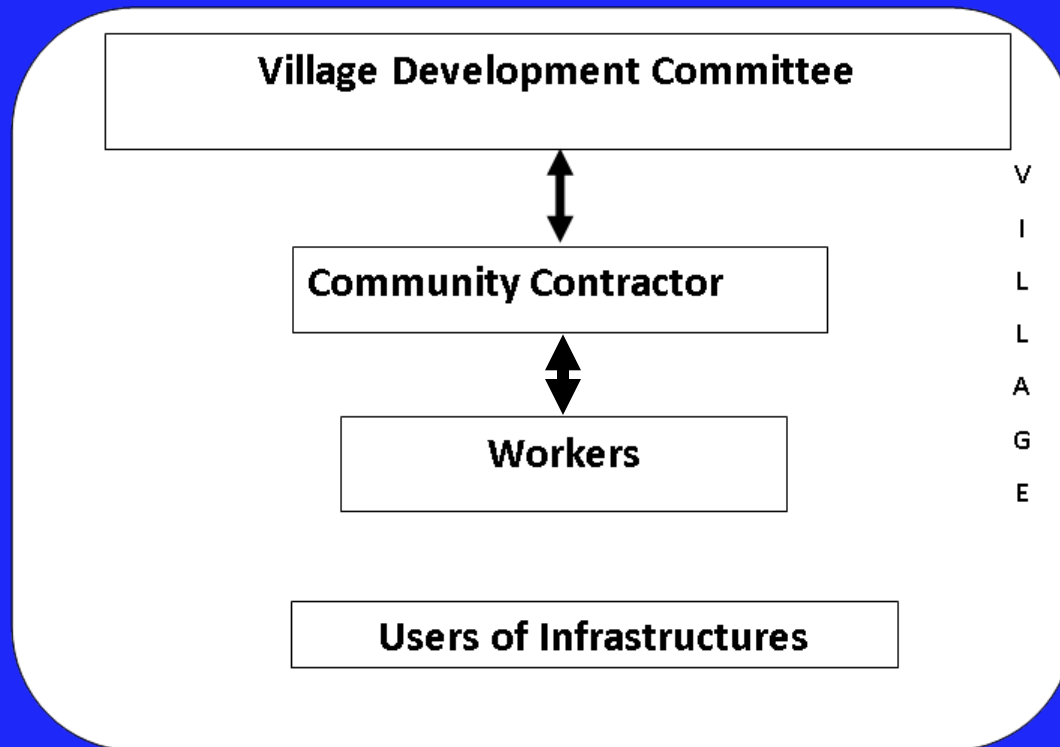 Village Development Committee
Community Contractor
Workers
Users of Infrastructures
V
I
L
L
A
G
E